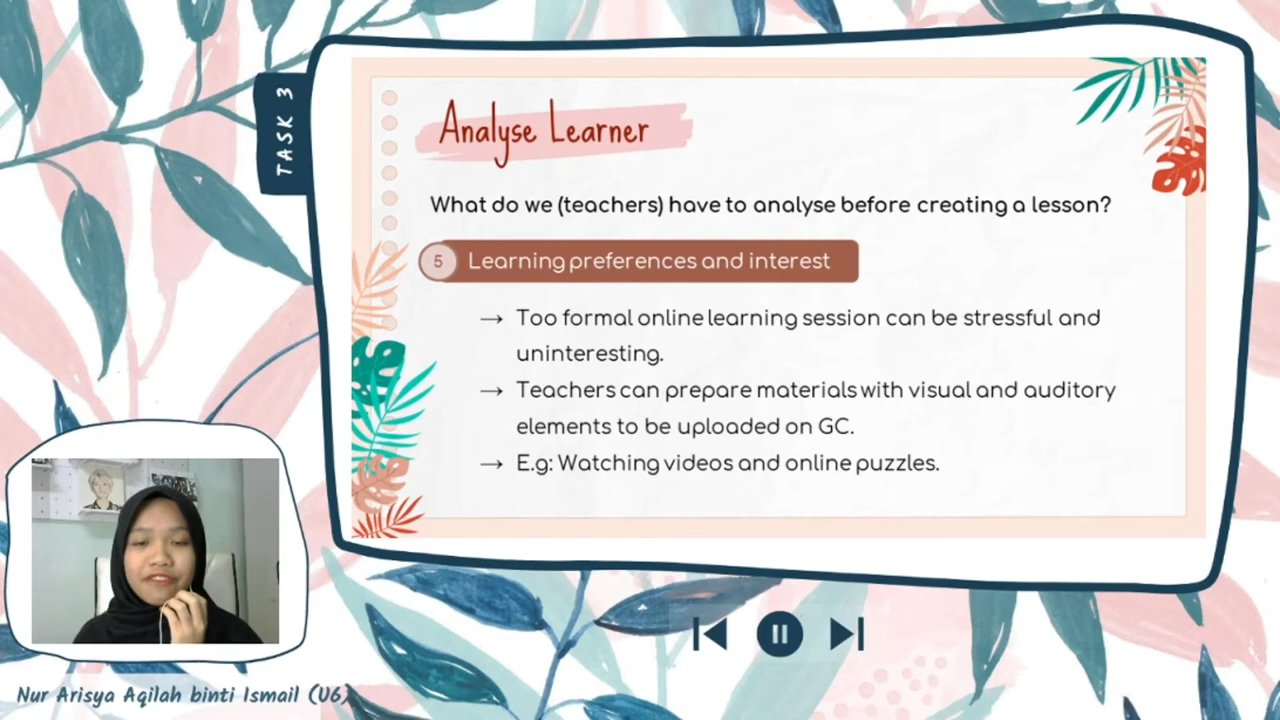 TASK 3
Analyse Learner
What do we (teachers) have to analyse before creating a lesson?
5 Learning preferences and interest
→ Too formal online learning session can be stressful and
uninteresting.
→ Teachers can prepare materials with visual and auditory
elements to be uploaded on GC.
→ E.g: Watching videos and online puzzles.
Nur Arisya Aqilah binti Ismail (U6)